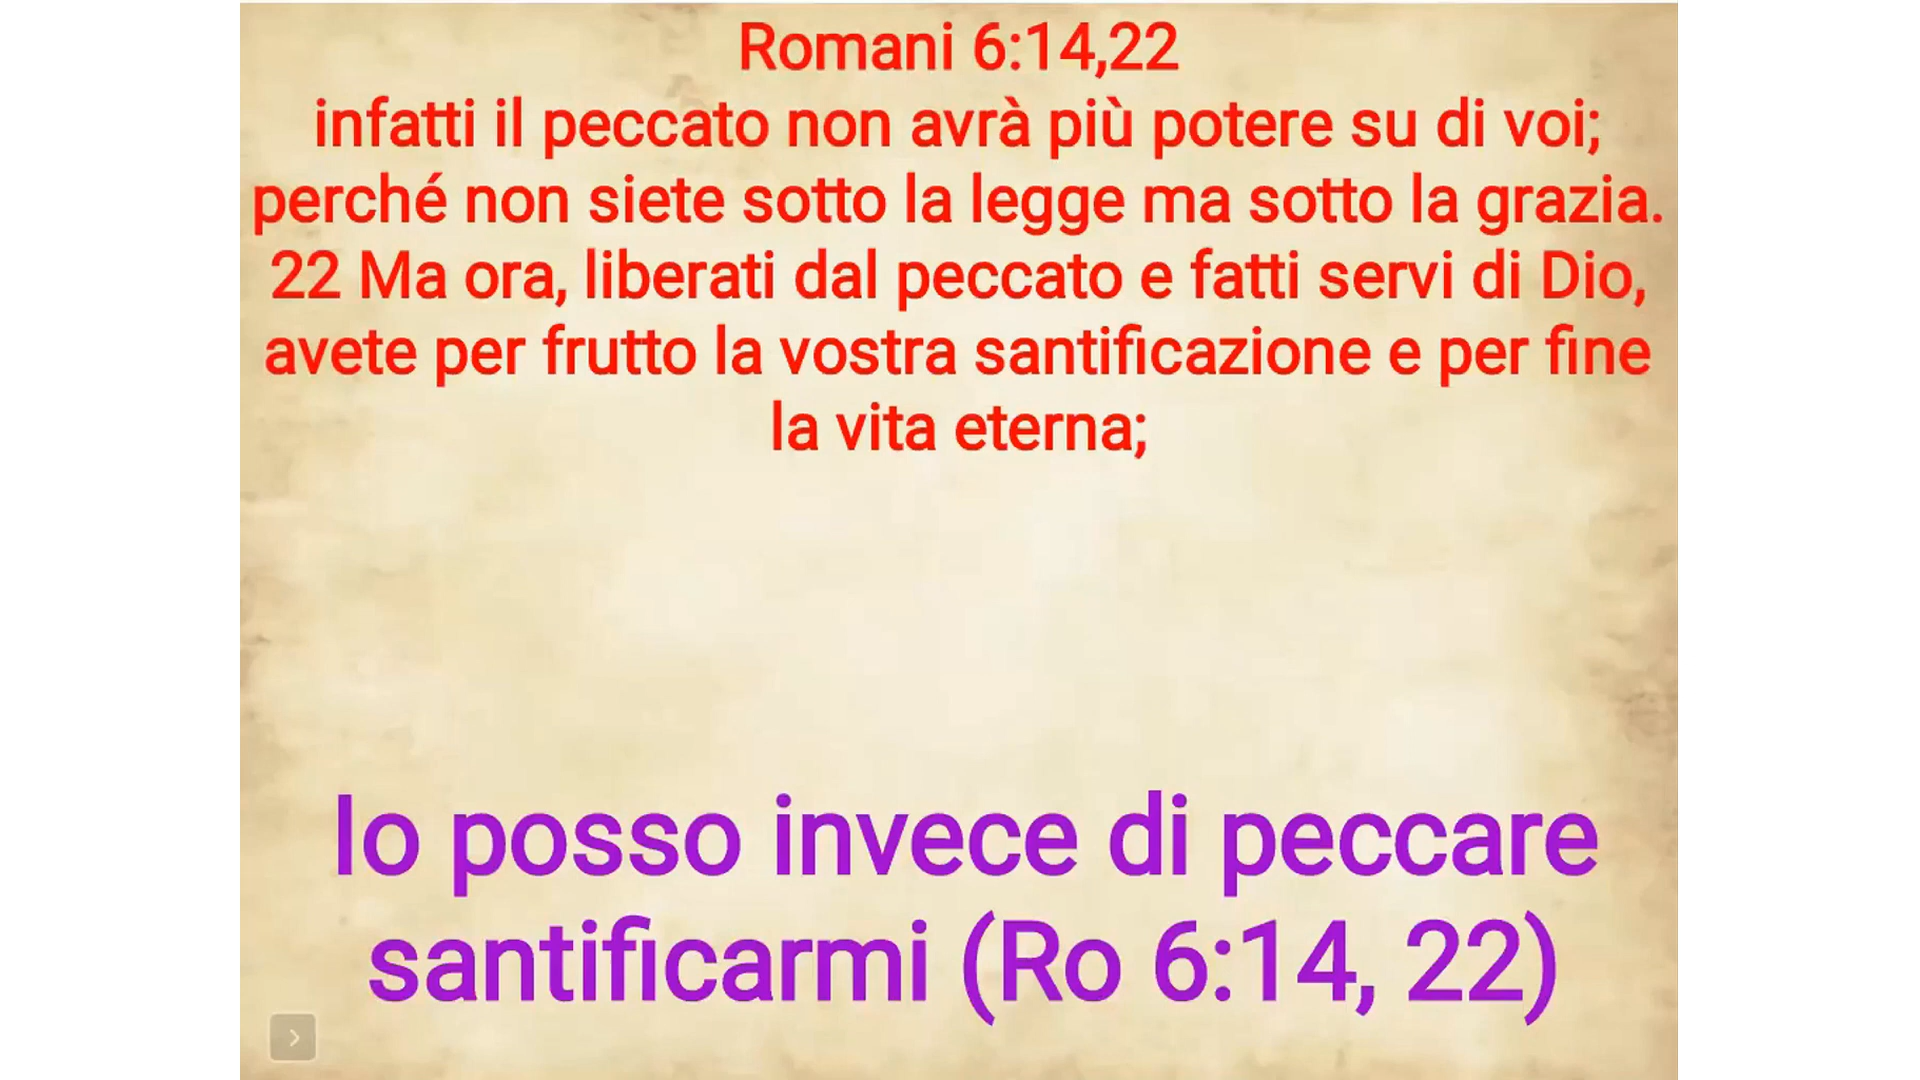 Romani 6:14,22
infatti il peccato non avrà più potere su di voi;
perché non siete sotto la legge ma sotto la grazia.
22 Ma ora, liberati dal peccato e fatti servi di Dio,
avete per frutto la vostra santificazione e per fine
la vita eterna;
Io posso invece di peccare
santificarmi (Ro 6:14, 22)